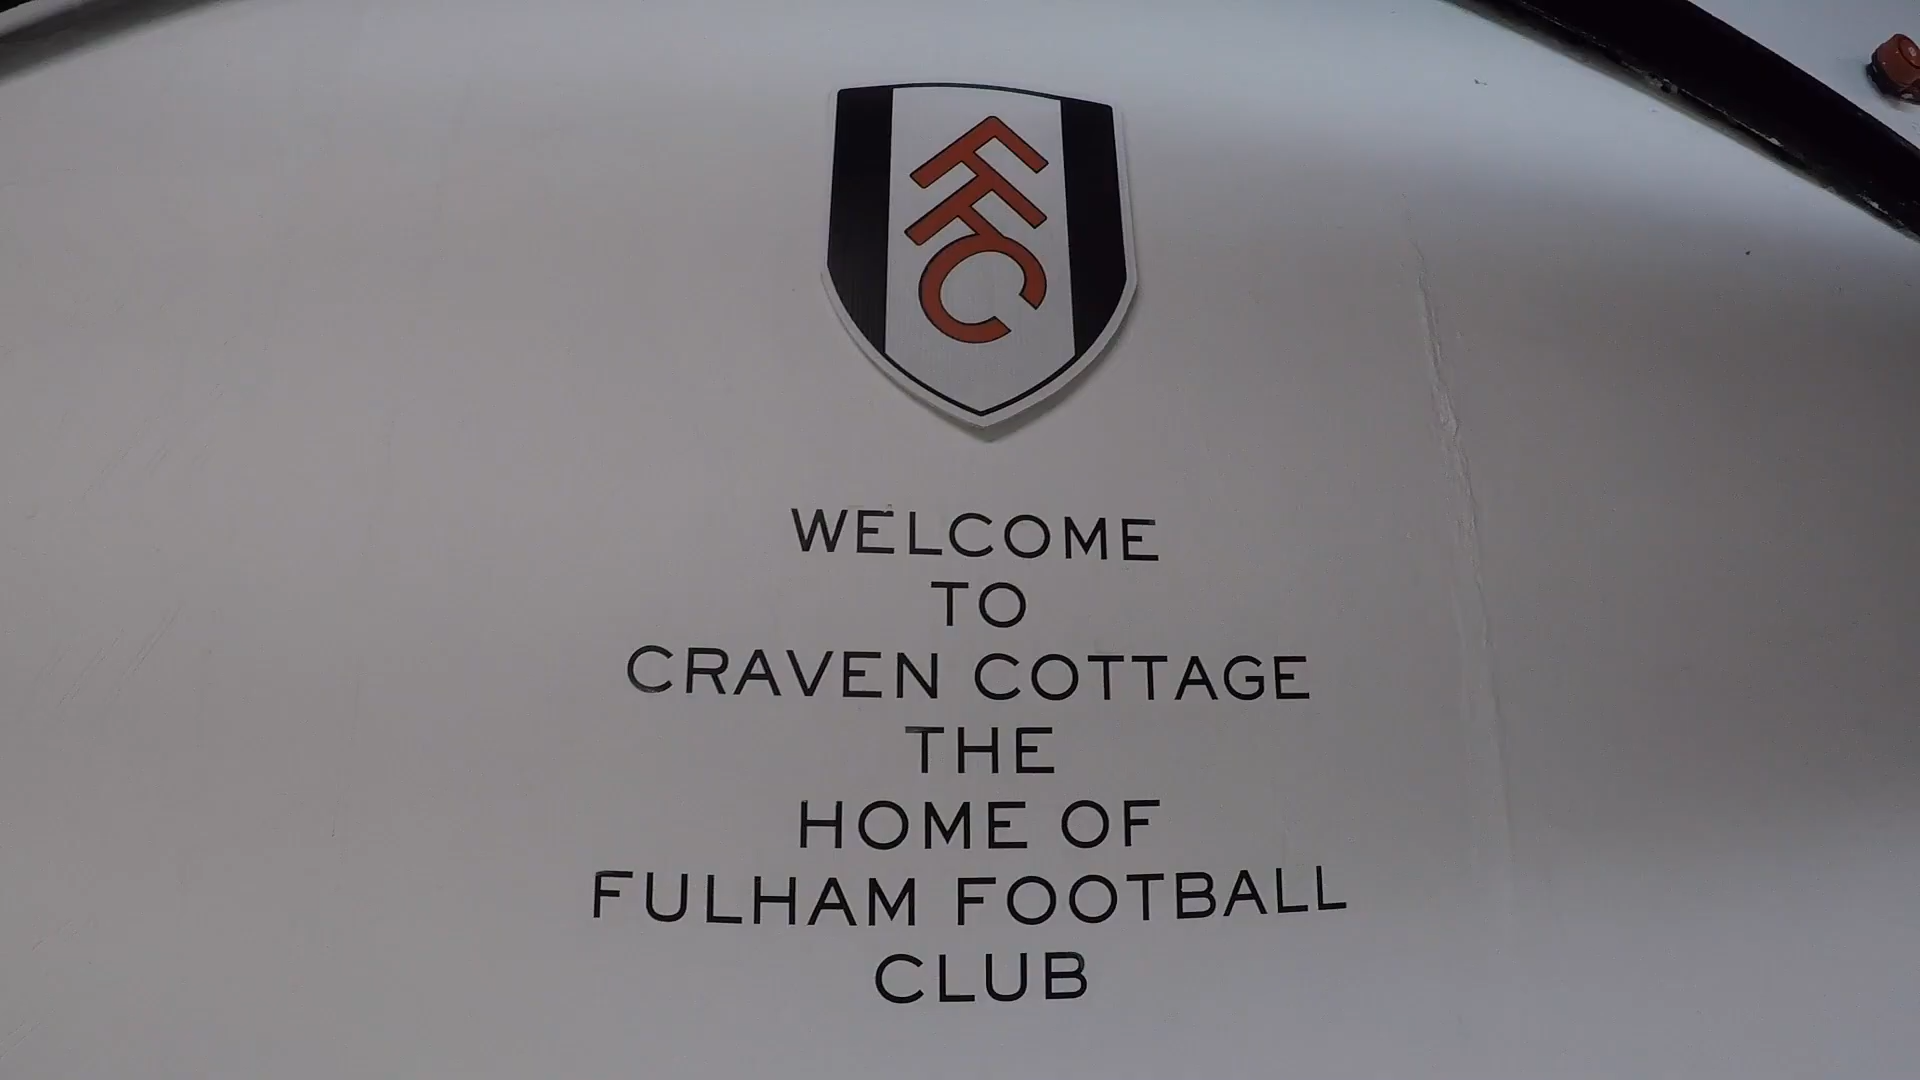 FFC
WELCOME
TO
CRAVEN COTTAGE
THE
HOME OF
FULHAM FOOTBALL
CLUB